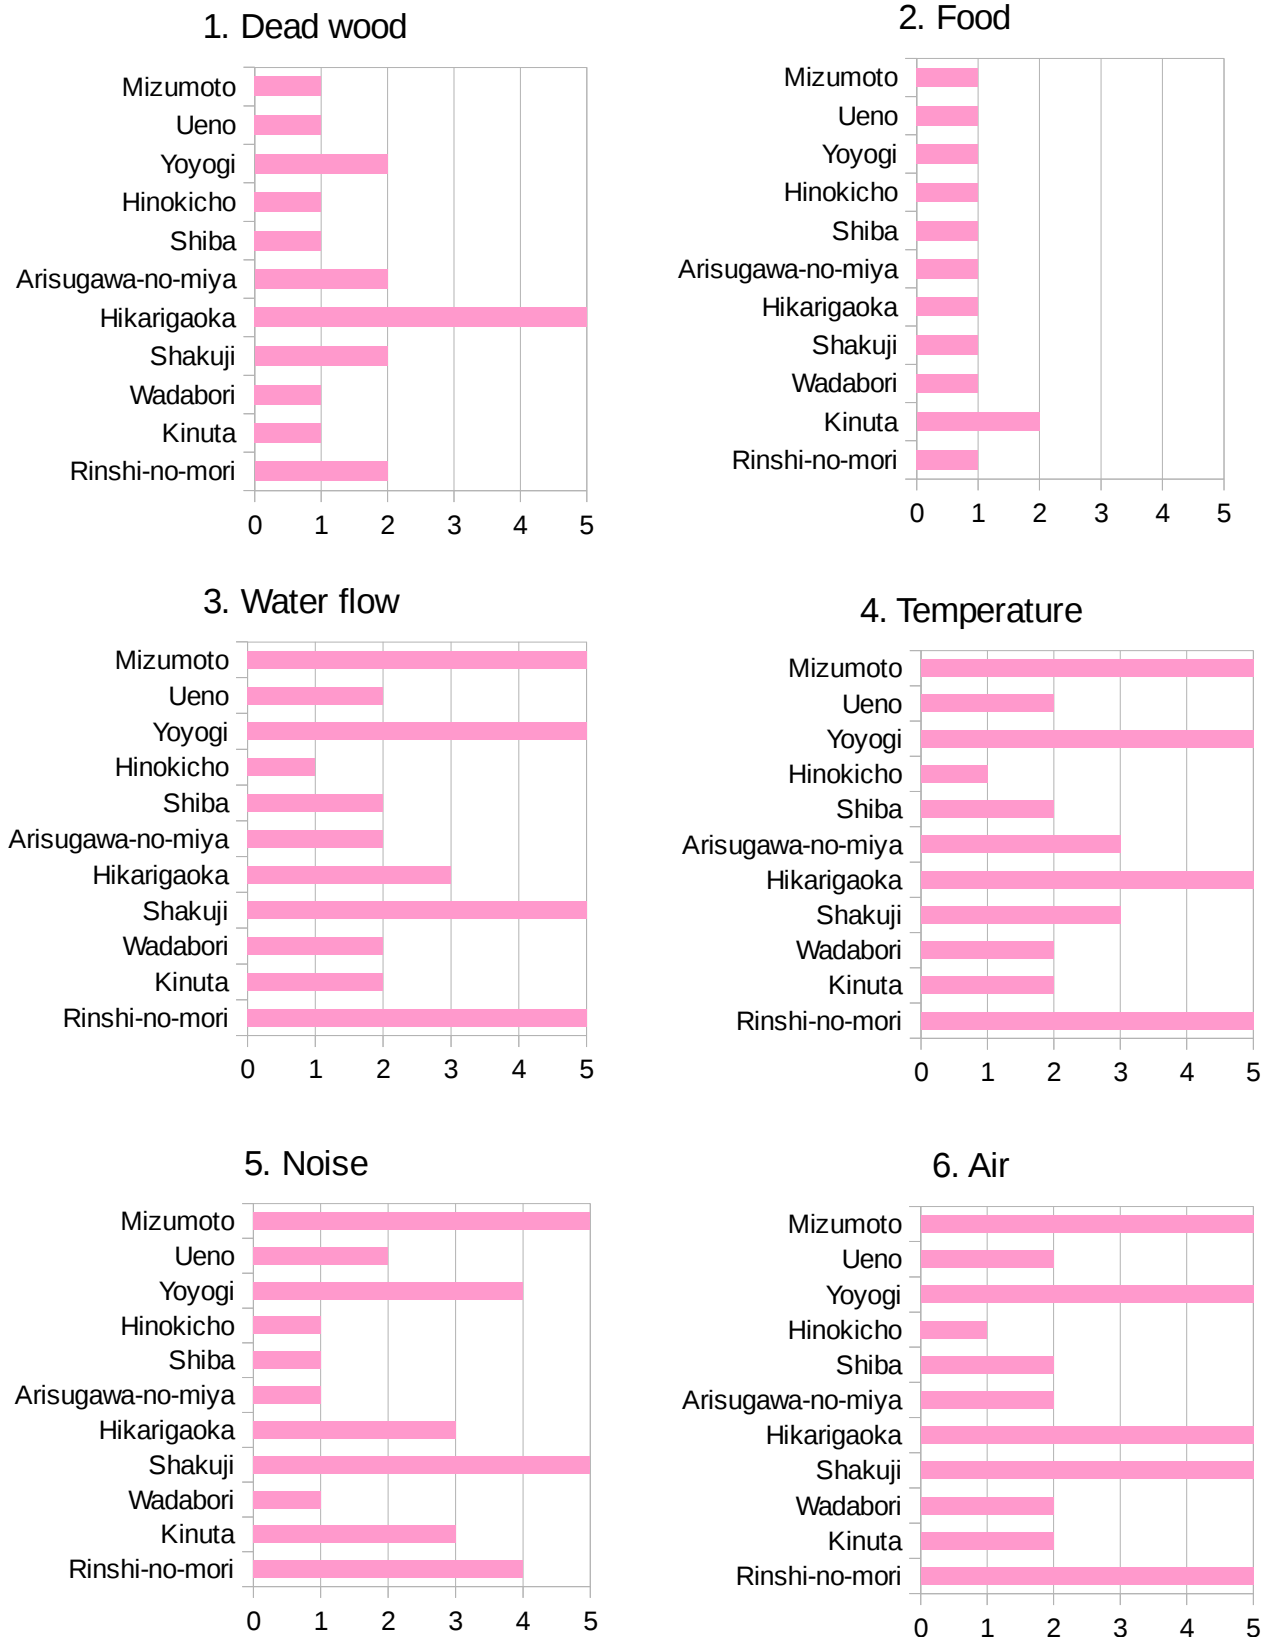 1. Dead wood
Mizumoto
Ueno
Yoyogi
Hinokicho
Shiba
Arisugawa-no-miya
Hikarigaoka
Shakuji
Wadabori
Kinuta
Rinshi-no-mori
0 1 2 3 4 5
2. Food
Mizumoto
Ueno
Yoyogi
Hinokicho
Shiba
Arisugawa-no-miya
Hikarigaoka
Shakuji
Wadabori
Kinuta
Rinshi-no-mori
0 1 2 3 4 5
3. Water flow
Mizumoto
Ueno
Yoyogi
Hinokicho
Shiba
Arisugawa-no-miya
Hikarigaoka
Shakuji
Wadabori
Kinuta
Rinshi-no-mori
0 1 2 3 4 5
4. Temperature
Mizumoto
Ueno
Yoyogi
Hinokicho
Shiba
Arisugawa-no-miya
Hikarigaoka
Shakuji
Wadabori
Kinuta
Rinshi-no-mori
0 1 2 3 4 5
5. Noise
Mizumoto
Ueno
Yoyogi
Hinokicho
Shiba
Arisugawa-no-miya
Hikarigaoka
Shakuji
Wadabori
Kinuta
Rinshi-no-mori
0 1 2 3 4 5
6. Air
Mizumoto
Ueno
Yoyogi
Hinokicho
Shiba
Arisugawa-no-miya
Hikarigaoka
Shakuji
Wadabori
Kinuta
Rinshi-no-mori
0 1 2 3 4 5